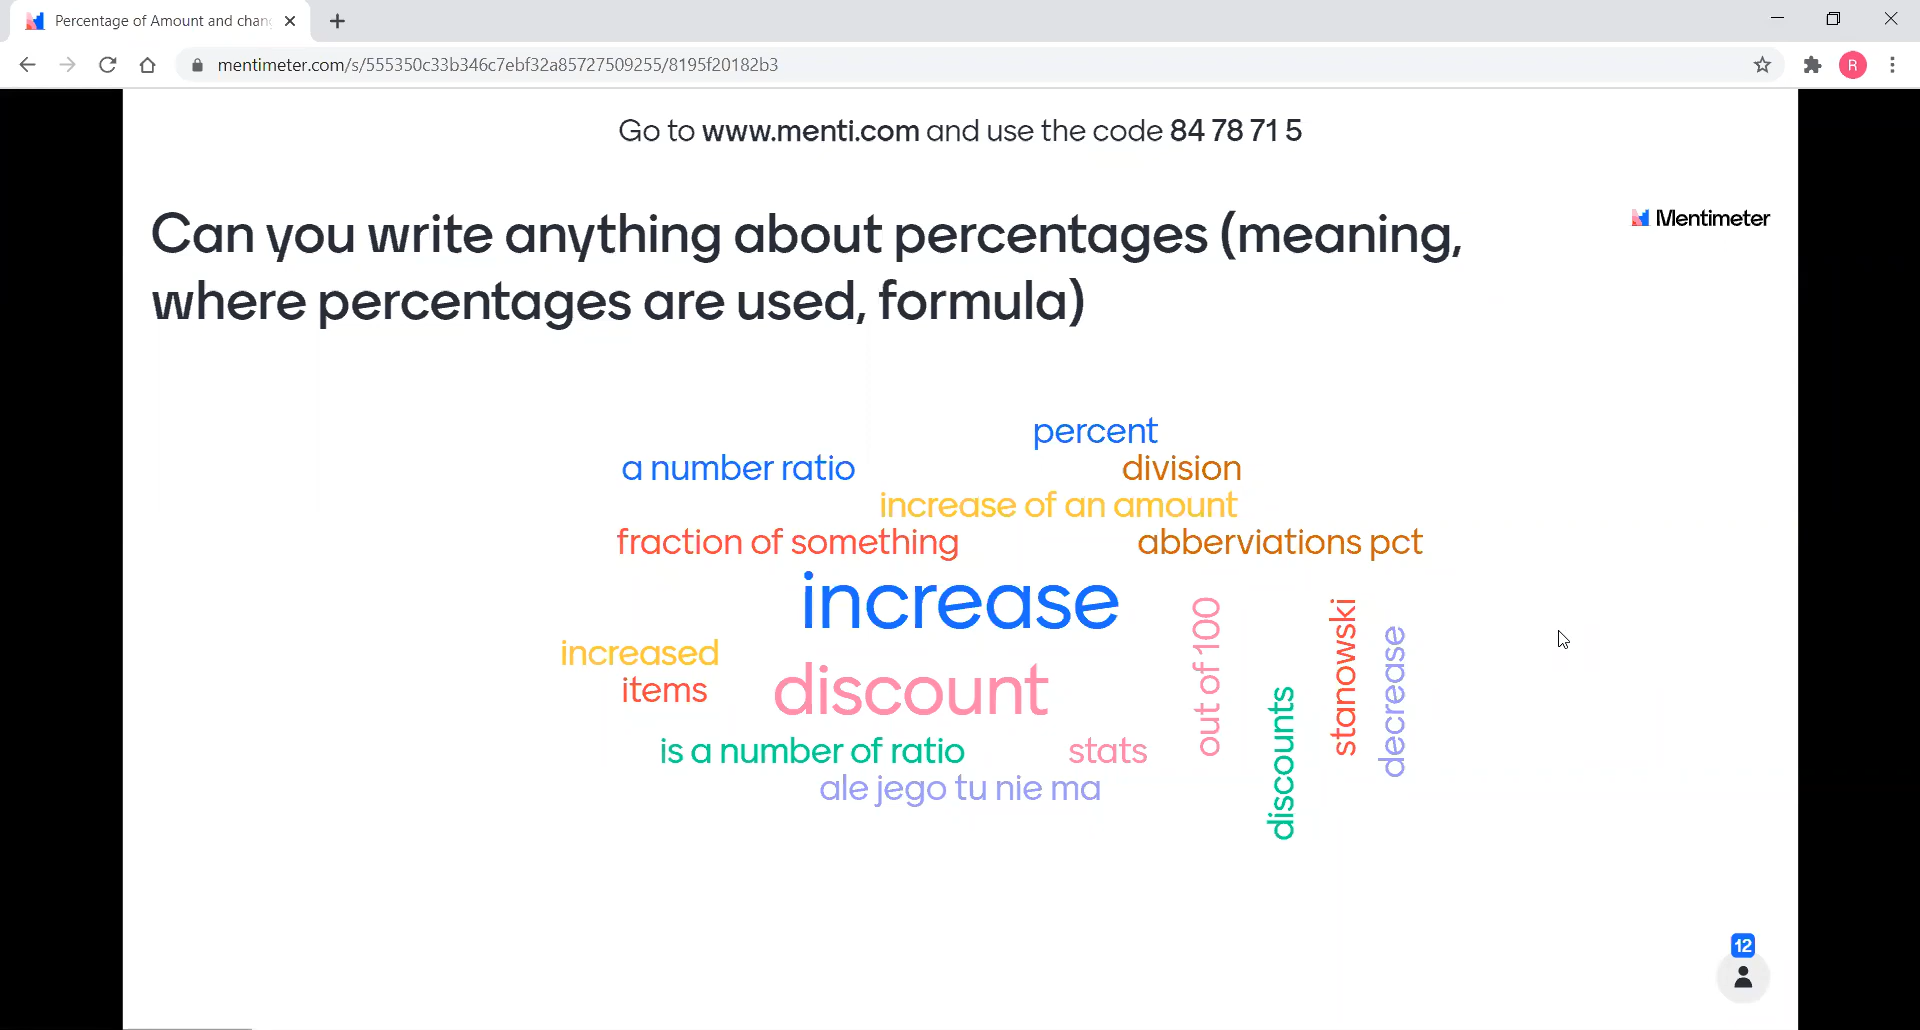 Percentage of Amount and chan
mentimeter.com/s/555350c33b346c7ebf32a85727509255/8195f20182b3
R
Go to www.menti.com and use the code 84 78 71 5
Can you write anything about percentages (meaning,
where percentages are used, formula)
Mentimeter
percent
a number ratio
division
increase of an amount
fraction of something
abberviations pct
increase
out of 100
stanowski
decrease
increased
items
discount
discounts
is a number of ratio
stats
ale jego tu nie ma
12